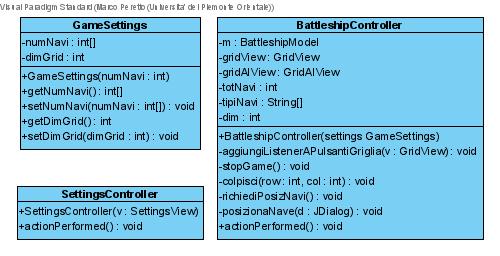 Visual Paradigm Standard (Marco Peretto (Universita' del Piemonte Orientale))
GameSettings
-numNavi : int[]
-dimGrid : int
+GameSettings(numNavi : int)
+getNumNavi() : int[]
+setNumNavi(numNavi : int[]) : void
+getDimGrid() : int
+setDimGrid(dimGrid : int) : void
SettingsController
+SettingsController(v : SettingsView)
+actionPerformed() : void
BattleshipController
-m : BattleshipModel
-gridView: GridView
-gridAIView: GridAIView
-totNavi : int
-tipiNavi : String[]
-dim : int
+BattleshipController(settings GameSettings)
-aggiungiListenerAPulsantiGriglia(v : GridView): void
-stopGame() : void
-colpisci(row : int, col : int) : void
-richiediPosizNavi() : void
-posizionaNave(d : JDialog) : void
+actionPerformed() : void